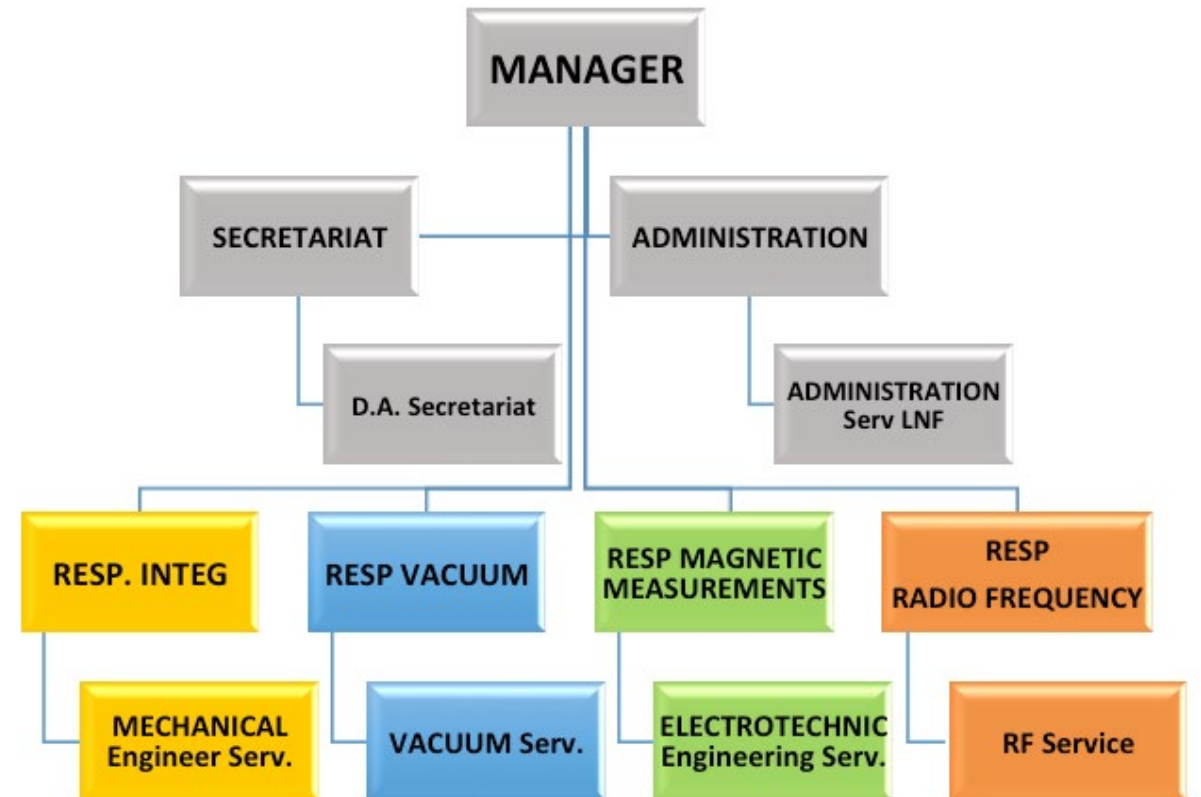 MANAGER
SECRETARIAT
ADMINISTRATION
D.A. Secretariat
ADMINISTRATION
Serv LNF
RESP. INTEG
RESP VACUUM
RESP MAGNETIC
MEASUREMENTS
RESP
RADIO FREQUENCY
MECHANICAL
Engineer Serv.
VACUUM Serv.
ELECTROTECHNIC
Engineering Serv.
RF Service